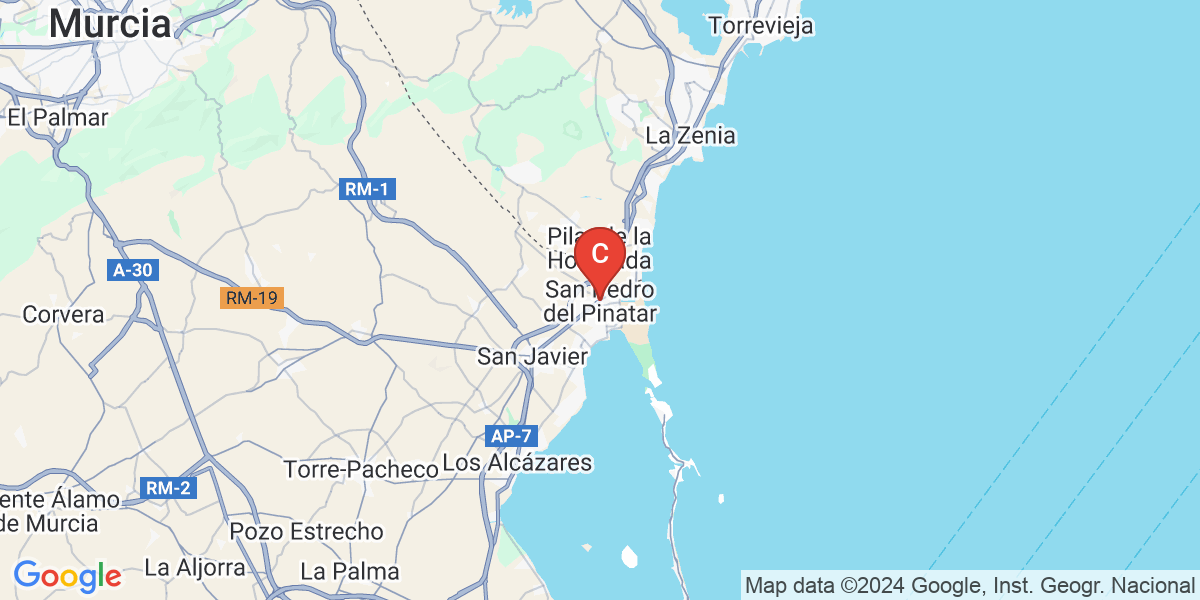 Murcia
Torrevieja
El Palmar
La Zenia
RM-1
Pilar de la
Horadada
A-30
San Pedro
del Pinatar
RM-19
Corvera
San Javier
AP-7
Torre-Pacheco
Los Alcázares
RM-2
ente Álamo
de Murcia
Pozo Estrecho
La Aljorra
La Palma
C
Google
Map data ©2024 Google, Inst. Geogr. Nacional